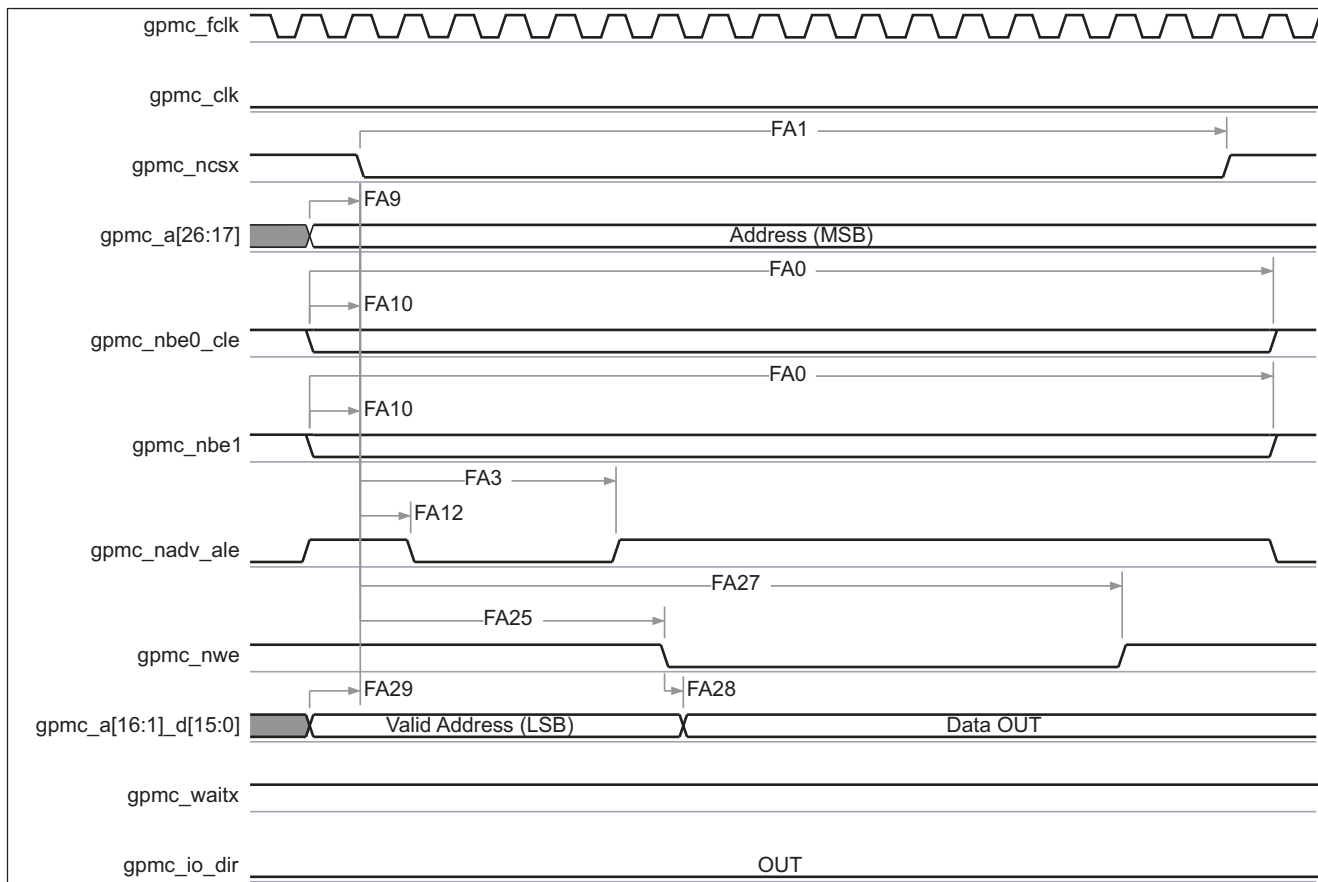 gpmc_fclk
gpmc_clk
FA1
gpmc_ncsx
FA9
gpmc_a[26:17]
Address (MSB)
FA0
FA10
gpmc_nbe0_cle
FA0
FA10
gpmc_nbe1
FA3
FA12
gpmc_nadv_ale
FA27
FA25
gpmc_nwe
FA29
FA28
gpmc_a[16:1]_d[15:0]
Valid Address (LSB)
Data OUT
gpmc_waitx
gpmc_io_dir
OUT